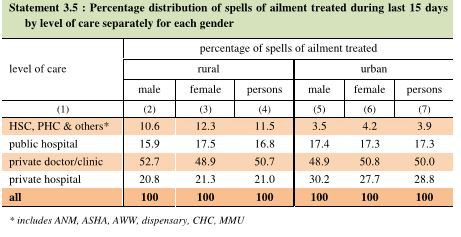 Statement 3.5 : Percentage distribution of spells of ailment treated during last 15 days
by level of care separately for each gender
percentage of spells of ailment treated
level of care rural urban
male female persons male female persons
(1) (2) (3) (4) (5) (6) (7)
HSC, PHC & others* 10.6 12.3 11.5 3.5 4.2 3.9
public hospital 15.9 17.5 16.8 17.4 17.3 17.3
private doctor/clinic 52.7 48.9 50.7 48.9 50.8 50.0
private hospital 20.8 21.3 21.0 30.2 27.7 28.8
all 100 100 100 100 100 100
* includes ANM, ASHA, AWW, dispensary, CHC, MMU